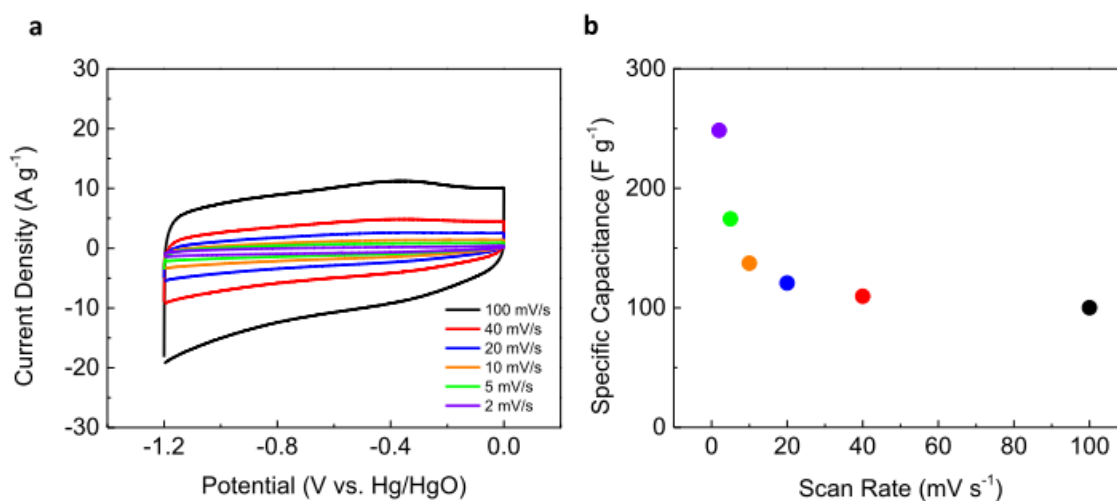 a
30
20
10
0
-10
-20
-30
Current Density (A g⁻¹)
-1.2 -0.8 -0.4 0.0
Potential (V vs. Hg/HgO)
100 mV/s
40 mV/s
20 mV/s
10 mV/s
5 mV/s
2 mV/s
b
300
200
100
0
Specific Capacitance (F g⁻¹)
0 20 40 60 80 100
Scan Rate (mV s⁻¹)